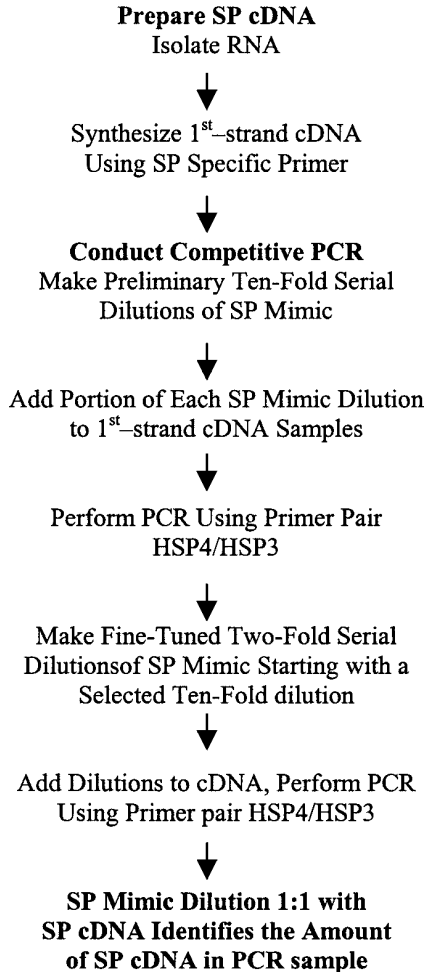 Prepare SP cDNA
Isolate RNA
Synthesize 1st–strand cDNA
Using SP Specific Primer
Conduct Competitive PCR
Make Preliminary Ten-Fold Serial
Dilutions of SP Mimic
Add Portion of Each SP Mimic Dilution
to 1st–strand cDNA Samples
Perform PCR Using Primer Pair
HSP4/HSP3
Make Fine-Tuned Two-Fold Serial
Dilutionsof SP Mimic Starting with a
Selected Ten-Fold dilution
Add Dilutions to cDNA, Perform PCR
Using Primer pair HSP4/HSP3
SP Mimic Dilution 1:1 with
SP cDNA Identifies the Amount
of SP cDNA in PCR sample